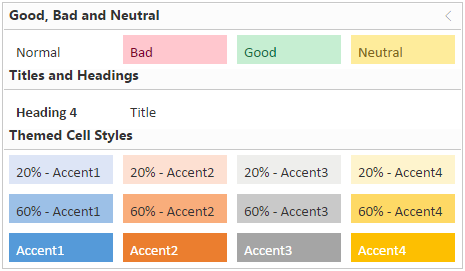 Good, Bad and Neutral
Normal Bad Good Neutral
Titles and Headings
Heading 4 Title
Themed Cell Styles
20% - Accent1 20% - Accent2 20% - Accent3 20% - Accent4
60% - Accent1 60% - Accent2 60% - Accent3 60% - Accent4
Accent1 Accent2 Accent3 Accent4